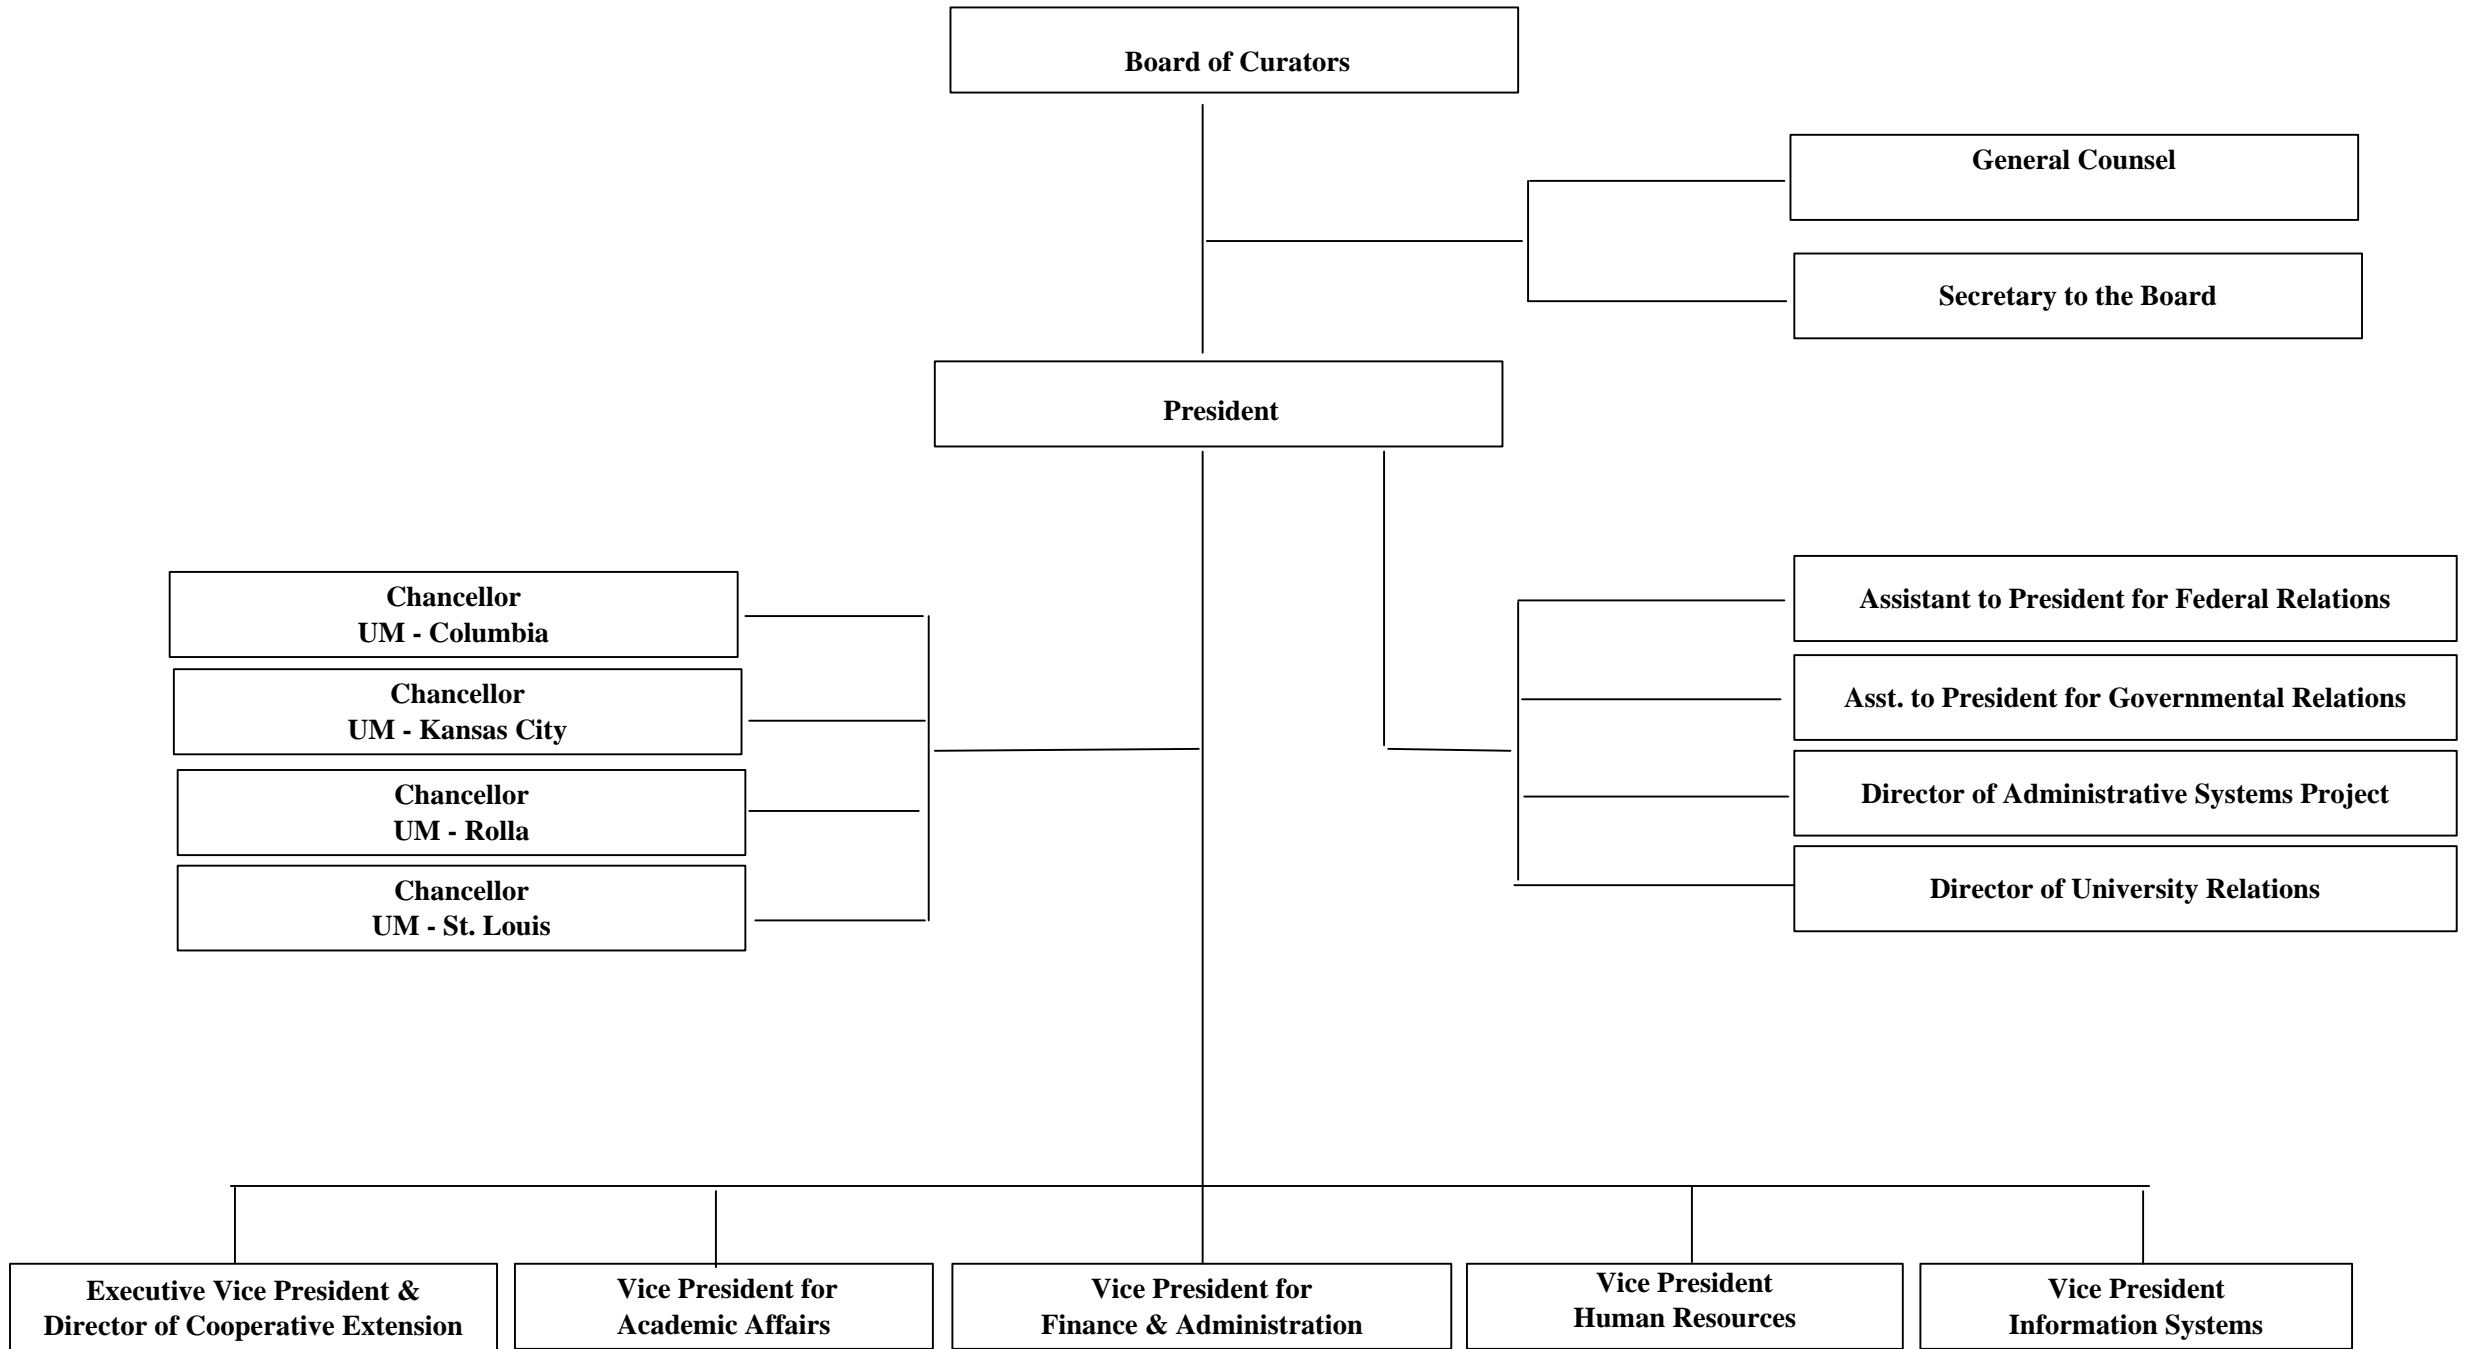 Board of Curators
General Counsel
Secretary to the Board
President
Chancellor
UM - Columbia
Chancellor
UM - Kansas City
Chancellor
UM - Rolla
Chancellor
UM - St. Louis
Assistant to President for Federal Relations
Asst. to President for Governmental Relations
Director of Administrative Systems Project
Director of University Relations
Executive Vice President &
Director of Cooperative Extension
Vice President for
Academic Affairs
Vice President for
Finance & Administration
Vice President
Human Resources
Vice President
Information Systems